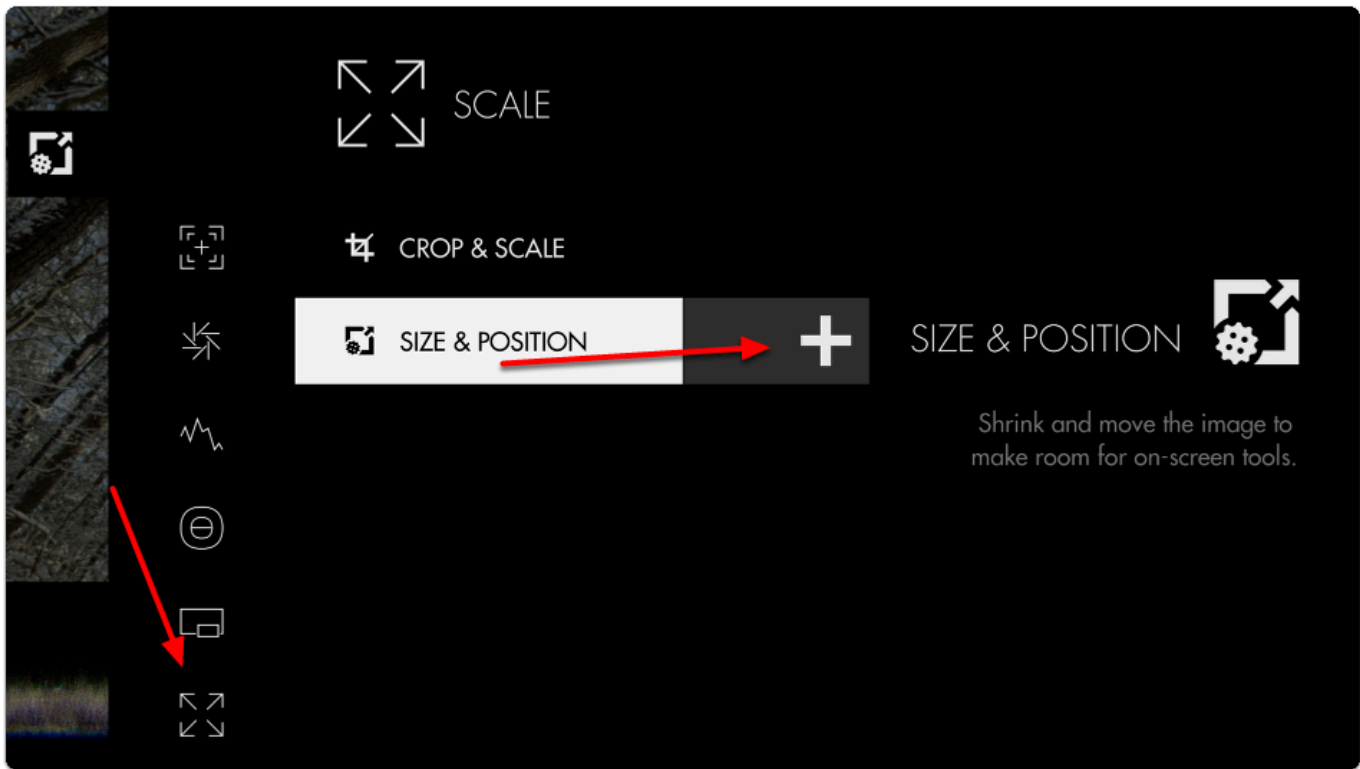 SCALE
CROP & SCALE
SIZE & POSITION
SIZE & POSITION
Shrink and move the image to
make room for on-screen tools.